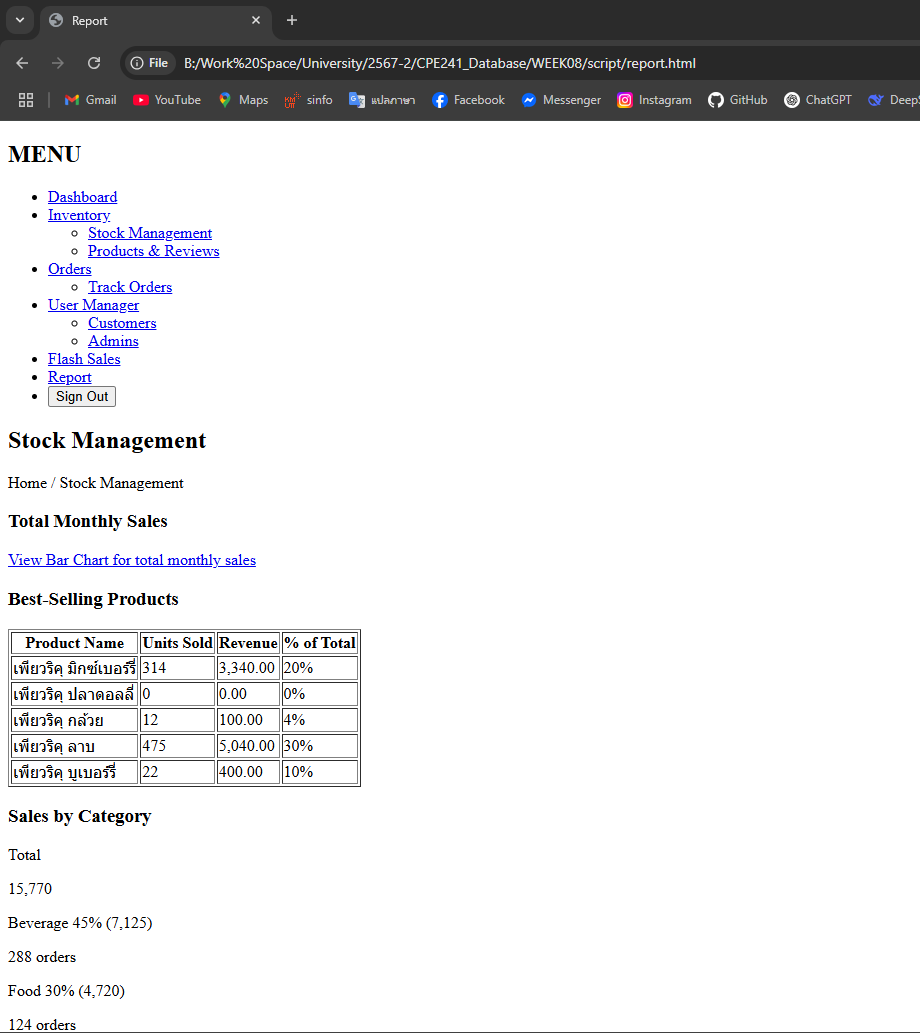 Report
File B:/Work%20Space/University/2567-2/CPE241_Database/WEEK08/script/report.html
Gmail YouTube Maps sinfo แปลภาษา Facebook Messenger Instagram GitHub ChatGPT DeepS
MENU
Dashboard
Inventory
Stock Management
Products & Reviews
Orders
Track Orders
User Manager
Customers
Admins
Flash Sales
Report
Sign Out
Stock Management
Home / Stock Management
Total Monthly Sales
View Bar Chart for total monthly sales
Best-Selling Products
Product Name Units Sold Revenue % of Total
เพียวริคุ มิกซ์เบอร์รี่ 314 3,340.00 20%
เพียวริคุ ปลาดอลลี่ 0 0.00 0%
เพียวริคุ กล้วย 12 100.00 4%
เพียวริคุ ลาบ 475 5,040.00 30%
เพียวริคุ บูเบอร์รี่ 22 400.00 10%
Sales by Category
Total
15,770
Beverage 45% (7,125)
288 orders
Food 30% (4,720)
124 orders